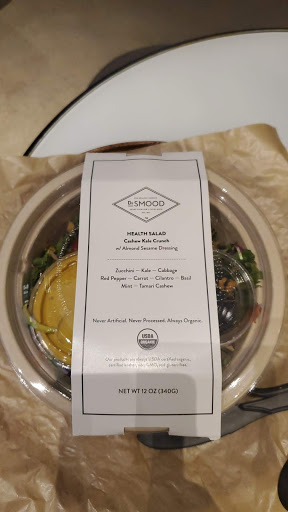 DR SMOOD
HEALTH SALAD
Cashew Kale Crunch
w/ Almond Sesame Dressing
Zucchini — Kale — Cabbage
Red Pepper — Carrot — Cilantro — Basil
Mint — Tamari Cashew
Never Artificial. Never Processed. Always Organic.
USDA
ORGANIC
NET WT 12 OZ (340G)